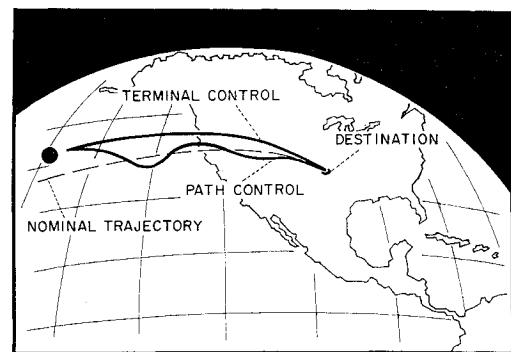 TERMINAL CONTROL
DESTINATION
PATH CONTROL
NOMINAL TRAJECTORY